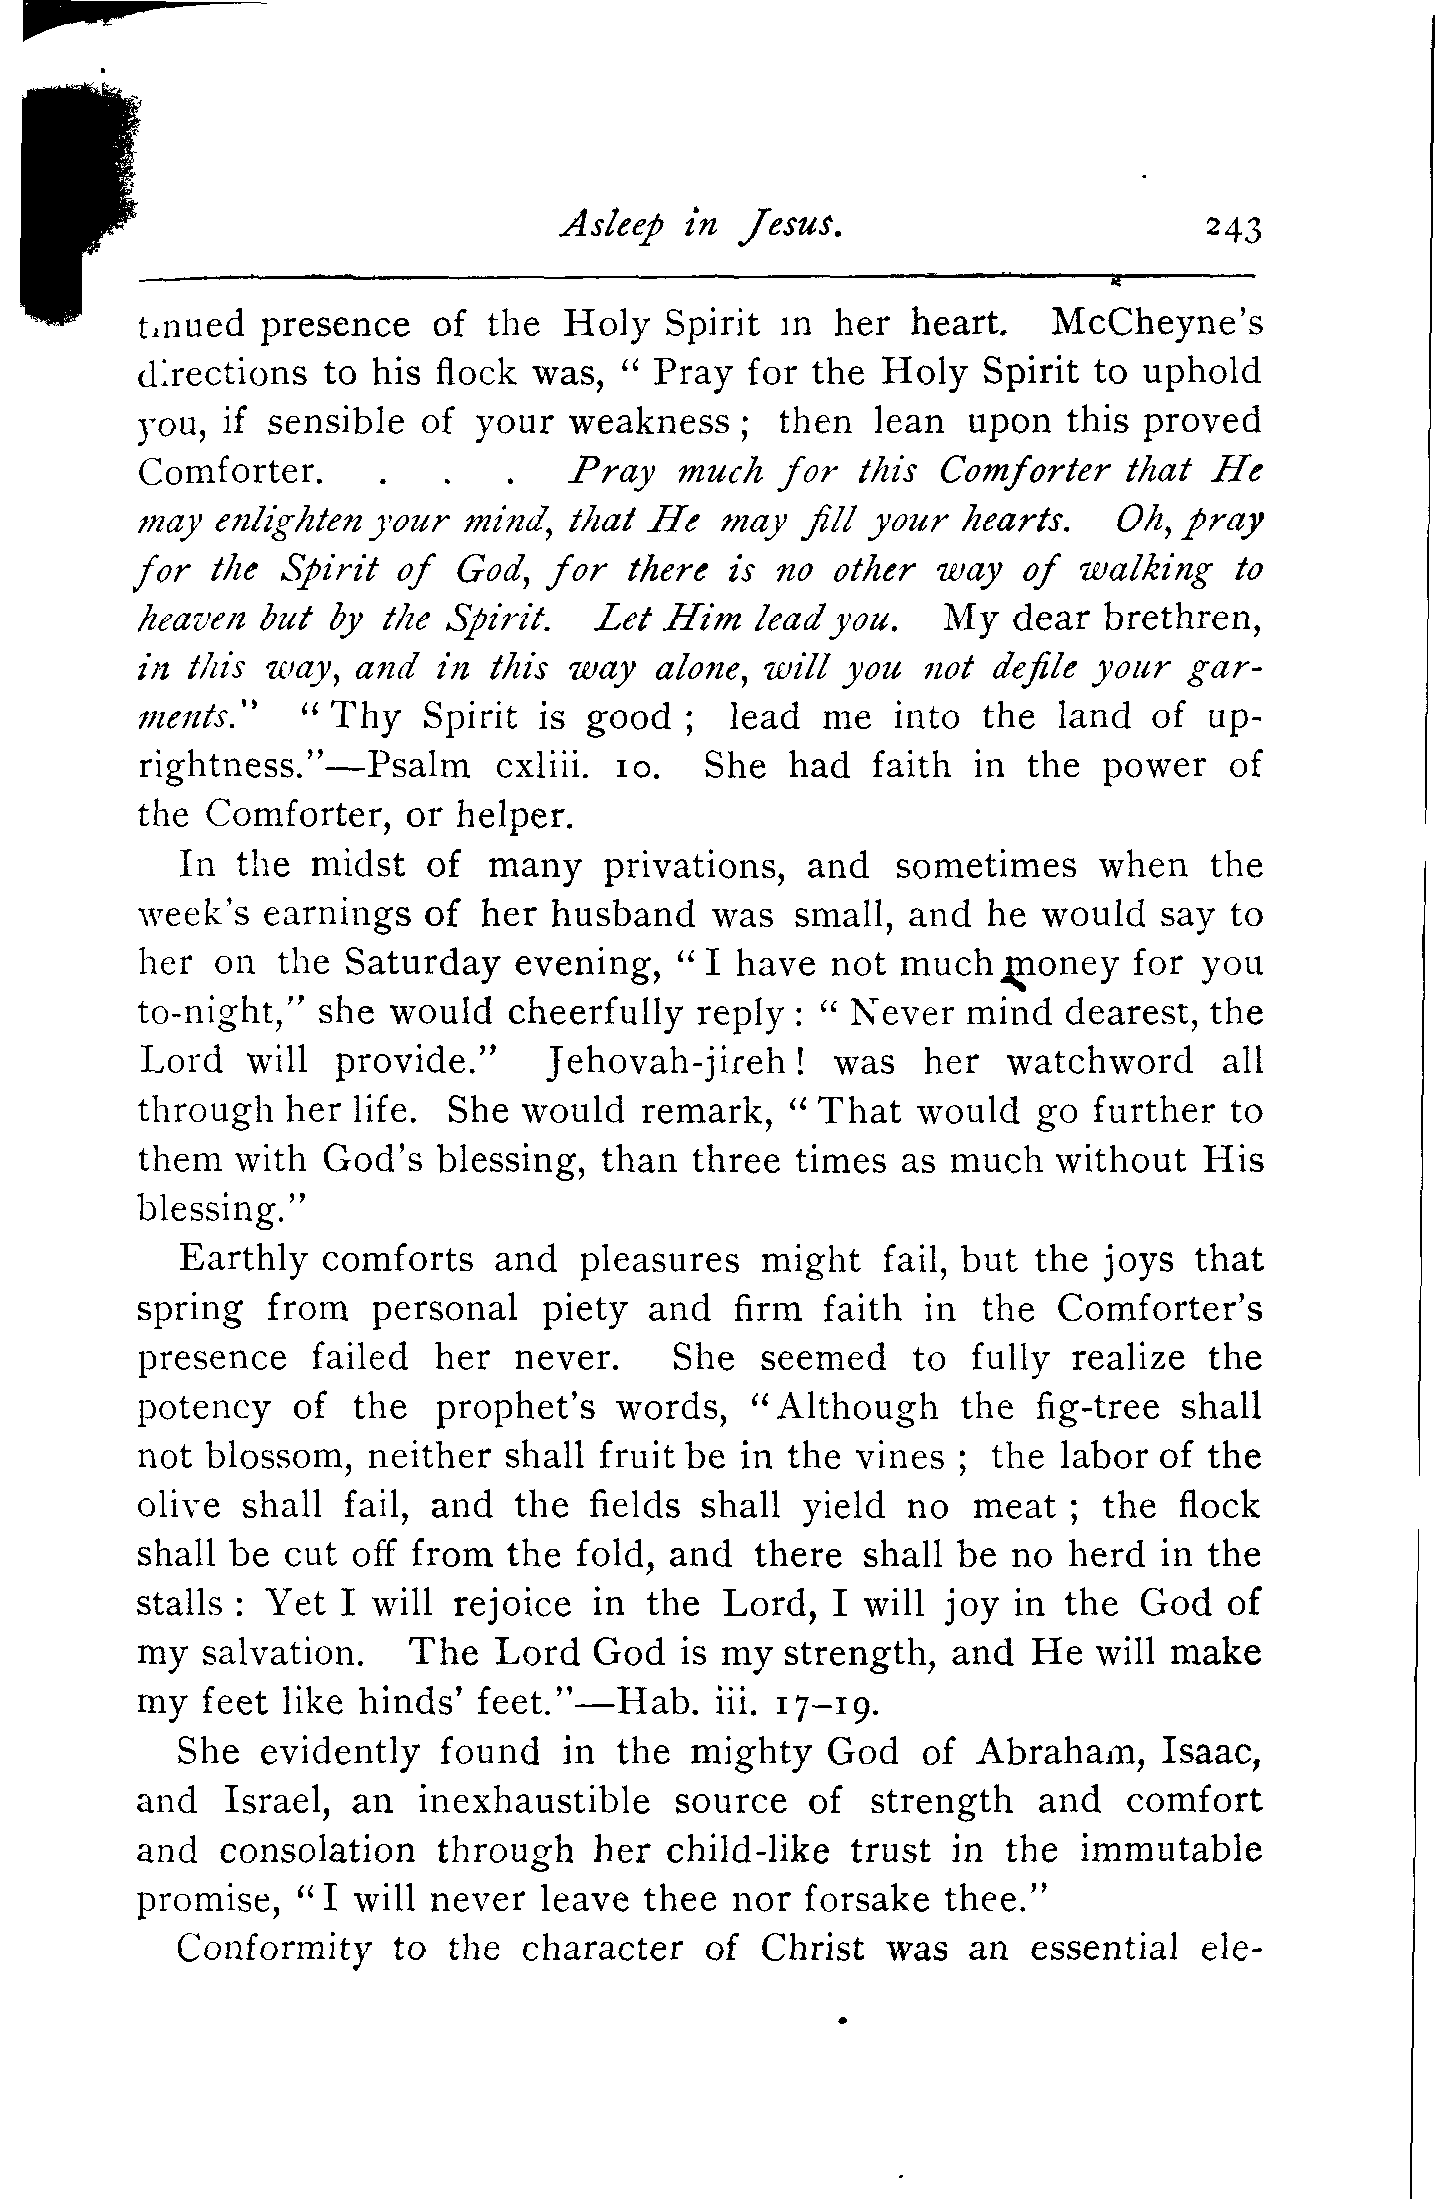 Asleep in Jesus. 243
tinued presence of the Holy Spirit in her heart. McCheyne's
directions to his flock was, " Pray for the Holy Spirit to uphold
you, if sensible of your weakness ; then lean upon this proved
Comforter. . . . Pray much for this Comforter that He
may enlighten your mind, that He may fill your hearts. Oh, pray
for the Spirit of God, for there is no other way of walking to
heaven but by the Spirit. Let Him lead you. My dear brethren,
in this way, and in this way alone, will you not defile your gar-
ments." " Thy Spirit is good ; lead me into the land of up-
rightness."—Psalm cxliii. 10. She had faith in the power of
the Comforter, or helper.
In the midst of many privations, and sometimes when the
week's earnings of her husband was small, and he would say to
her on the Saturday evening, " I have not much money for you
to-night," she would cheerfully reply : " Never mind dearest, the
Lord will provide." Jehovah-jireh ! was her watchword all
through her life. She would remark, " That would go further to
them with God's blessing, than three times as much without His
blessing."
Earthly comforts and pleasures might fail, but the joys that
spring from personal piety and firm faith in the Comforter's
presence failed her never. She seemed to fully realize the
potency of the prophet's words, "Although the fig-tree shall
not blossom, neither shall fruit be in the vines ; the labor of the
olive shall fail, and the fields shall yield no meat ; the flock
shall be cut off from the fold, and there shall be no herd in the
stalls : Yet I will rejoice in the Lord, I will joy in the God of
my salvation. The Lord God is my strength, and He will make
my feet like hinds' feet."—Hab. iii. 17–19.
She evidently found in the mighty God of Abraham, Isaac,
and Israel, an inexhaustible source of strength and comfort
and consolation through her child-like trust in the immutable
promise, " I will never leave thee nor forsake thee."
Conformity to the character of Christ was an essential ele-